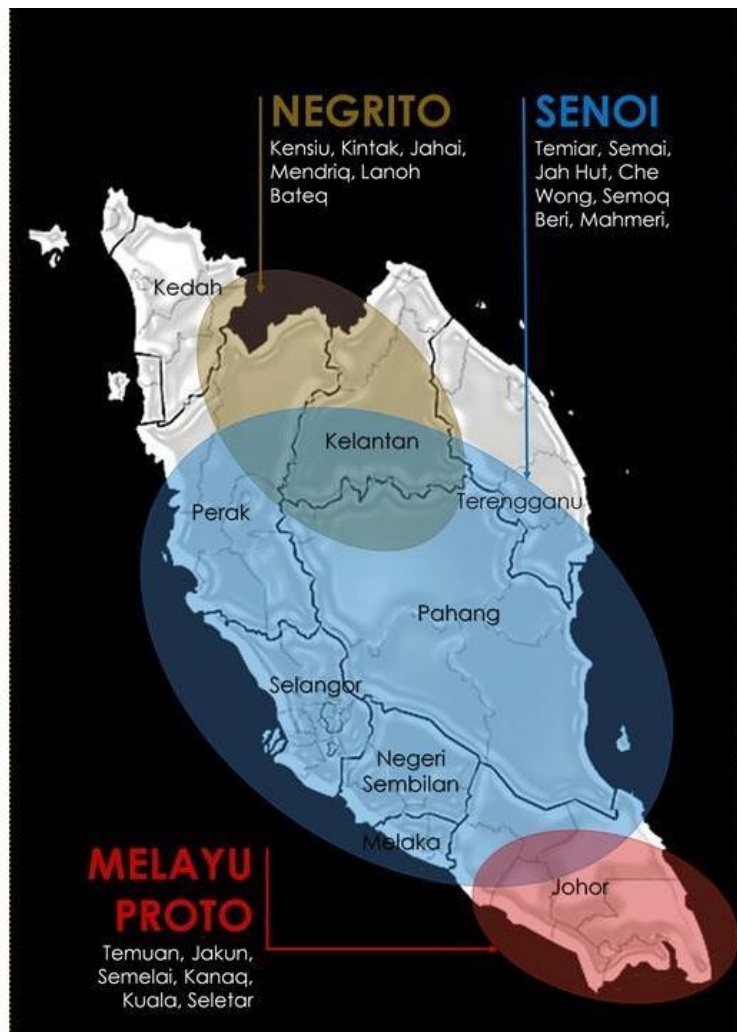 NEGRITO
Kensiu, Kintak, Jahai,
Mendriq, Lanoh
Bateq
SENOI
Temiar, Semai,
Jah Hut, Che
Wong, Semoq
Beri, Mahmeri,
Kedah
Kelantan
Perak
Terengganu
Pahang
Selangor
Negeri
Sembilan
Melaka
Johor
MELAYU
PROTO
Temuan, Jakun,
Semelai, Kanaq,
Kuala, Seletar